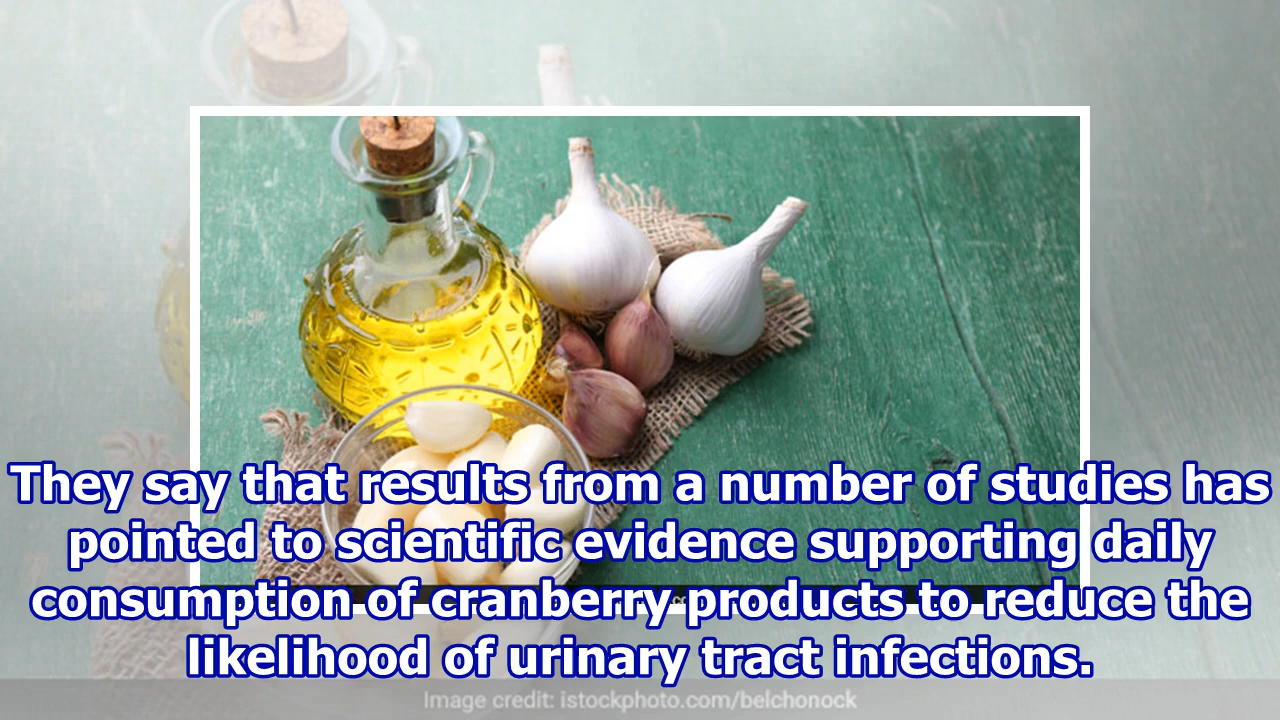 They say that results from a number of studies has
pointed to scientific evidence supporting daily
consumption of cranberry products to reduce the
likelihood of urinary tract infections.
Image credit: istockphoto.com/belchonock